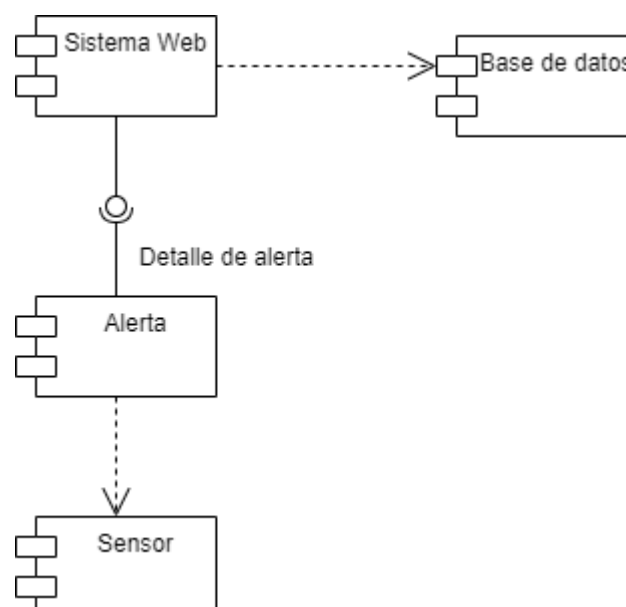 Sistema Web
Base de datos
Detalle de alerta
Alerta
Sensor